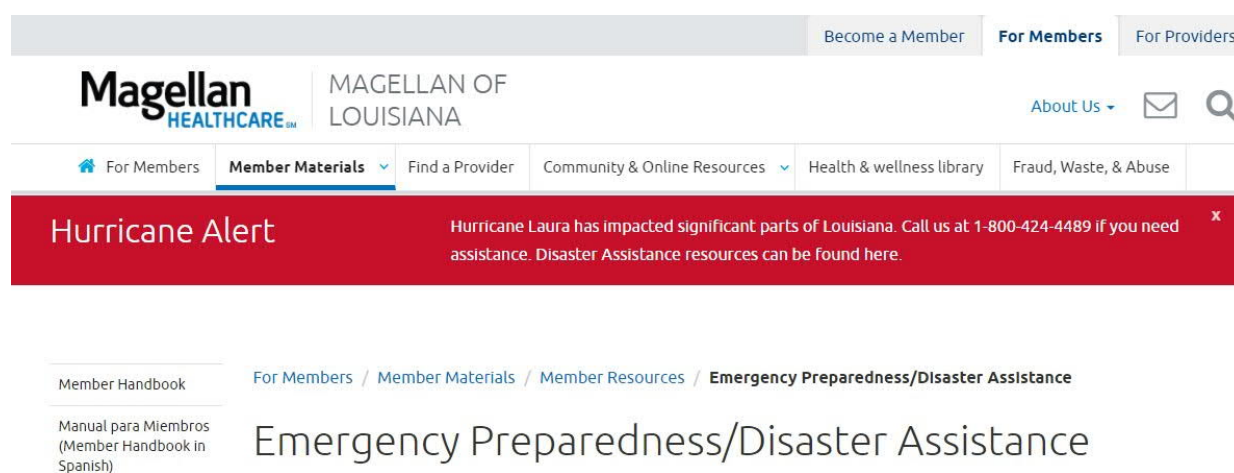 Become a Member For Members For Providers
Magellan HEALTHCARE SM
MAGELLAN OF
LOUISIANA
About Us
For Members Member Materials Find a Provider Community & Online Resources Health & wellness library Fraud, Waste, & Abuse
Hurricane Alert
Hurricane Laura has impacted significant parts of Louisiana. Call us at 1-800-424-4489 if you need
assistance. Disaster Assistance resources can be found here.
x
Member Handbook
Manual para Miembros
(Member Handbook in
Spanish)
For Members / Member Materials / Member Resources / Emergency Preparedness/Disaster Assistance
Emergency Preparedness/Disaster Assistance